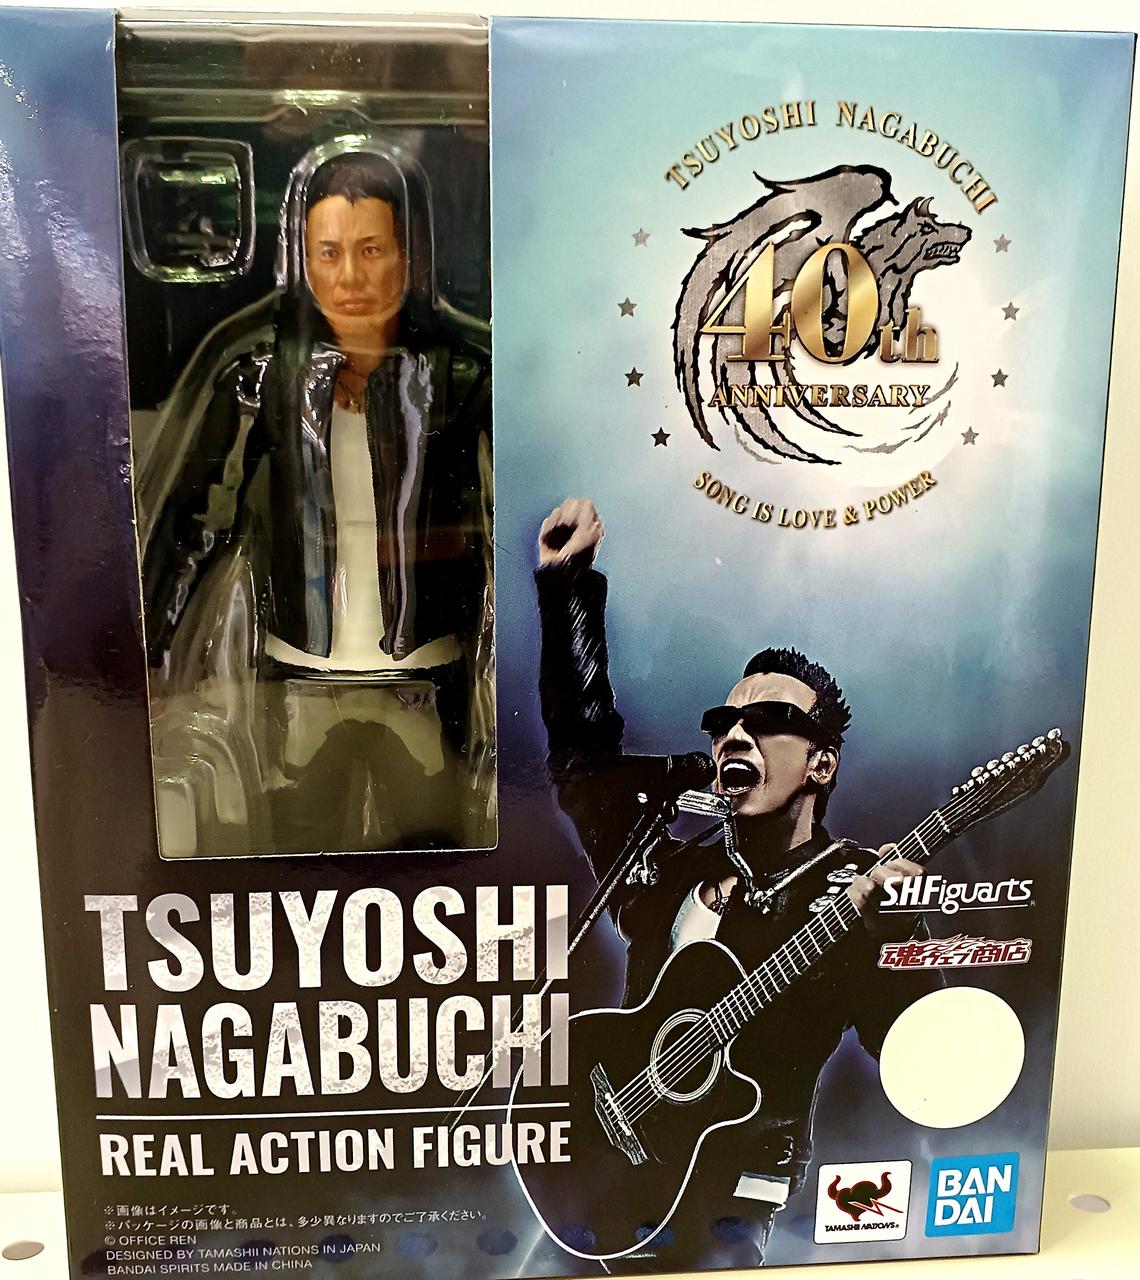 TSUYOSHI NAGABUCHI
40th
ANNIVERSARY
SONG IS LOVE & POWER
S.H.Figuarts
魂ウェブ商店
TSUYOSHI
NAGABUCHI
REAL ACTION FIGURE
※画像はイメージです。
※パッケージの画像と商品とは、多少異なりますのでご了承ください。
© OFFICE REN
DESIGNED BY TAMASHII NATIONS IN JAPAN
BANDAI SPIRITS MADE IN CHINA
TAMASHII NATIONS®
BAN
DAI